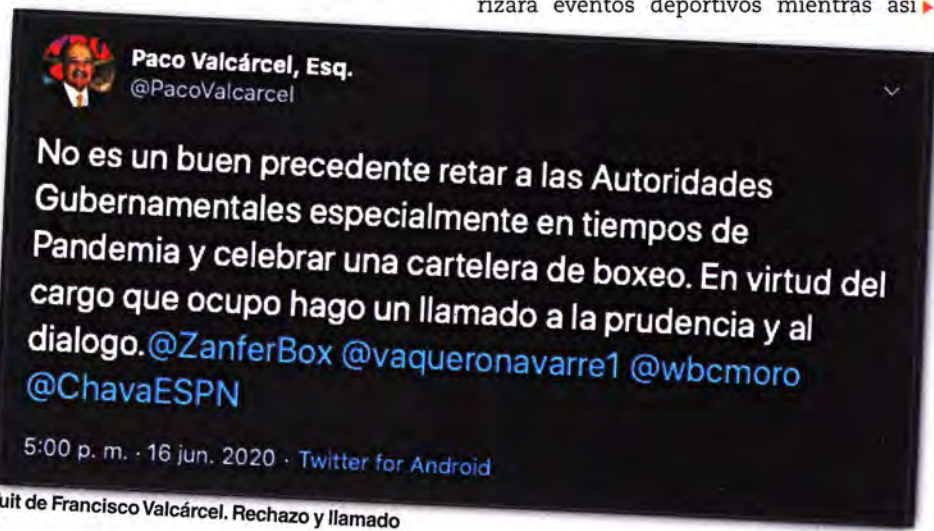 rizará eventos deportivos mientras así
Paco Valcárcel, Esq.
@PacoValcarcel
No es un buen precedente retar a las Autoridades
Gubernamentales especialmente en tiempos de
Pandemia y celebrar una cartelera de boxeo. En virtud del
cargo que ocupo hago un llamado a la prudencia y al
dialogo.@ZanferBox @vaqueronavarre1 @wbcmoro
@ChavaESPN
5:00 p. m. · 16 jun. 2020 · Twitter for Android
uit de Francisco Valcárcel. Rechazo y llamado